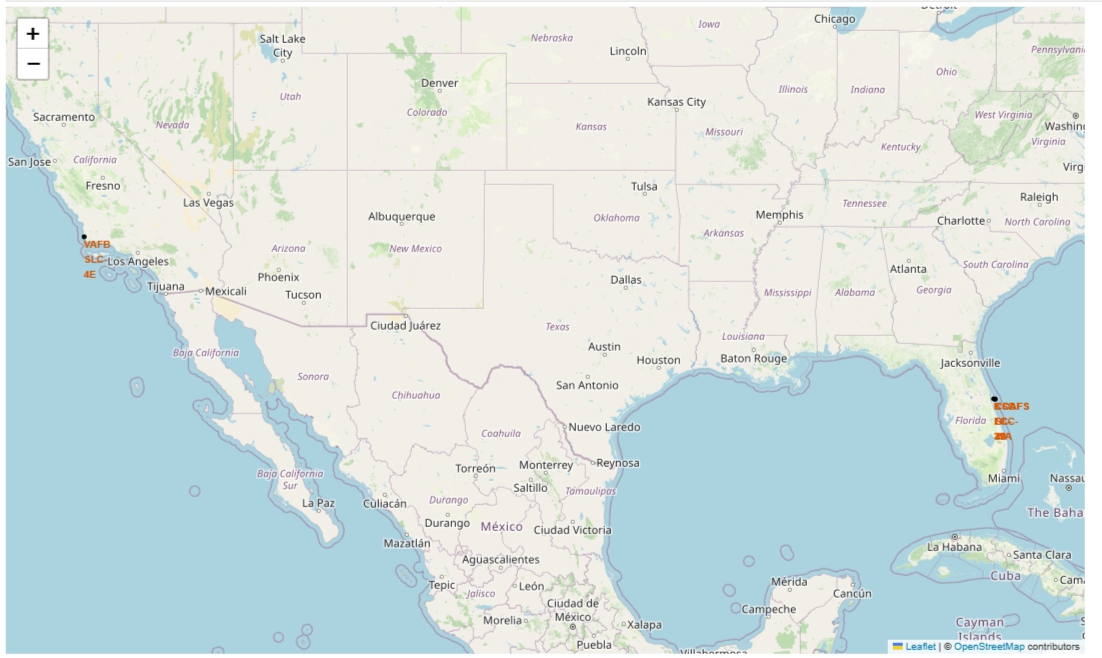 Detroit
Chicago
Iowa
Salt Lake
City
Nebraska
Lincoln
Pennsylvani
+
−
Denver
Ohio
Utah
Illinois
Indiana
Kansas City
Colorado
West Virginia
Sacramento
Nevada
Kansas
Missouri
Washing
Virginia
Kentucky
San Jose
California
Virg
Fresno
Tulsa
Las Vegas
Raleigh
Tennessee
Albuquerque
Oklahoma
Memphis
Charlotte
North Carolina
Arkansas
VAFB
SLC-
4E
Arizona
New Mexico
Los Angeles
Atlanta
South Carolina
Phoenix
Dallas
Tijuana
Mexicali
Tucson
Mississippi
Alabama
Georgia
Ciudad Juárez
Texas
Louisiana
Austin
Baja California
Houston
Baton Rouge
Jacksonville
Sonora
San Antonio
Chihuahua
Florida
Nuevo Laredo
Coahuila
Torreón
Monterrey
Reynosa
Baja California
Sur
Saltillo
Tamaulipas
Miami
Nassau
La Paz
Culiacán
Durango
The Baha
Durango
México
Ciudad Victoria
Mazatlán
La Habana
Santa Clara
Aguascalientes
Cuba
Cam
Tepic
León
Mérida
Jalisco
Cancún
Ciudad de
México
Campeche
Morelia
Xalapa
Cayman
Islands
Puebla
Villahermosa
Leaflet | © OpenStreetMap contributors